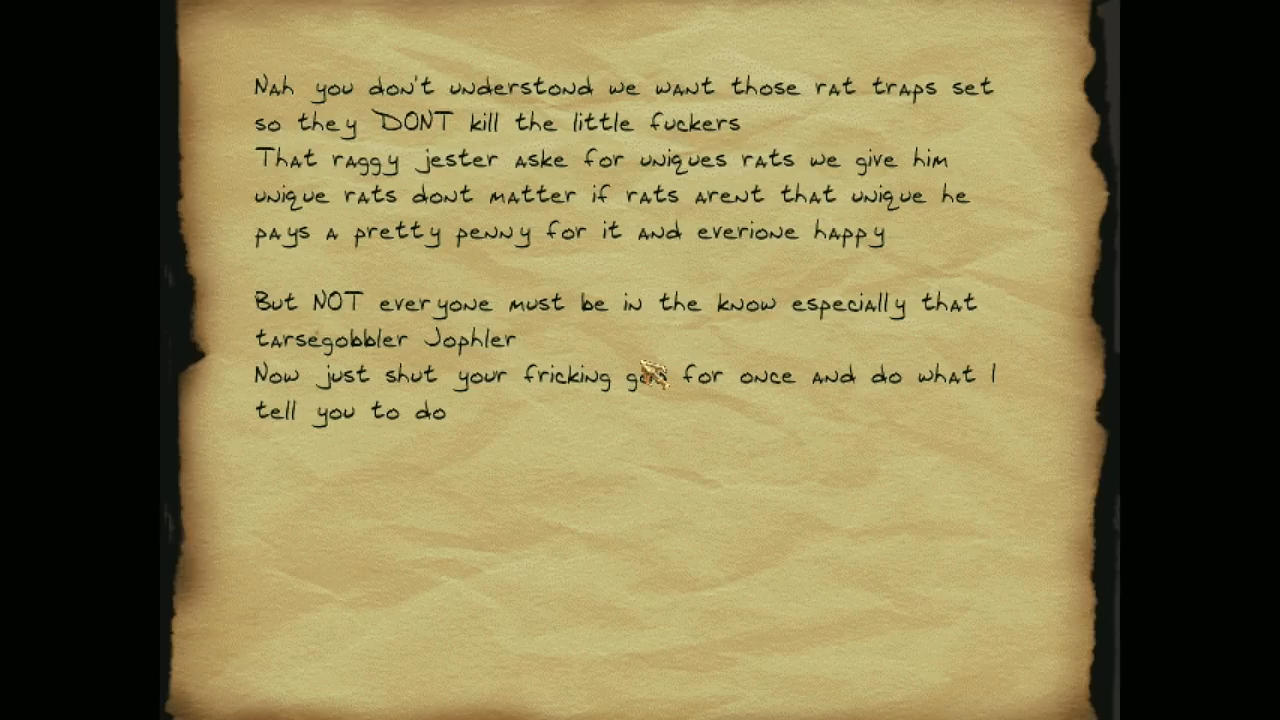 Nah you don't understand we want those rat traps set
so they DONT kill the little fuckers
That raggy jester aske for uniques rats we give him
unique rats dont matter if rats arent that unique he
pays a pretty penny for it and everione happy
But NOT everyone must be in the know especially that
tarsegobbler Jophler
Now just shut your fricking for once and do what I
tell you to do